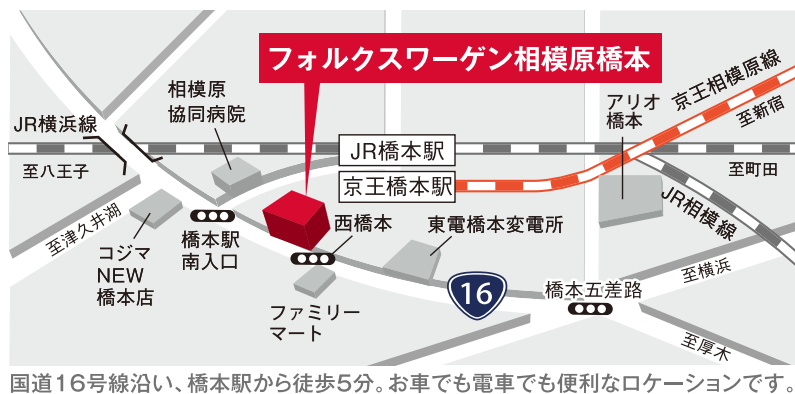 フォルクスワーゲン相模原橋本
相模原
協同病院
JR横浜線
至八王子
JR橋本駅
京王橋本駅
アリオ
橋本
京王相模原線
至新宿
至町田
JR相模線
至津久井湖
コジマ
NEW
橋本店
橋本駅
南入口
西橋本
東電橋本変電所
ファミリー
マート
16
橋本五差路
至横浜
至厚木
国道16号線沿い、橋本駅から徒歩5分。お車でも電車でも便利なロケーションです。